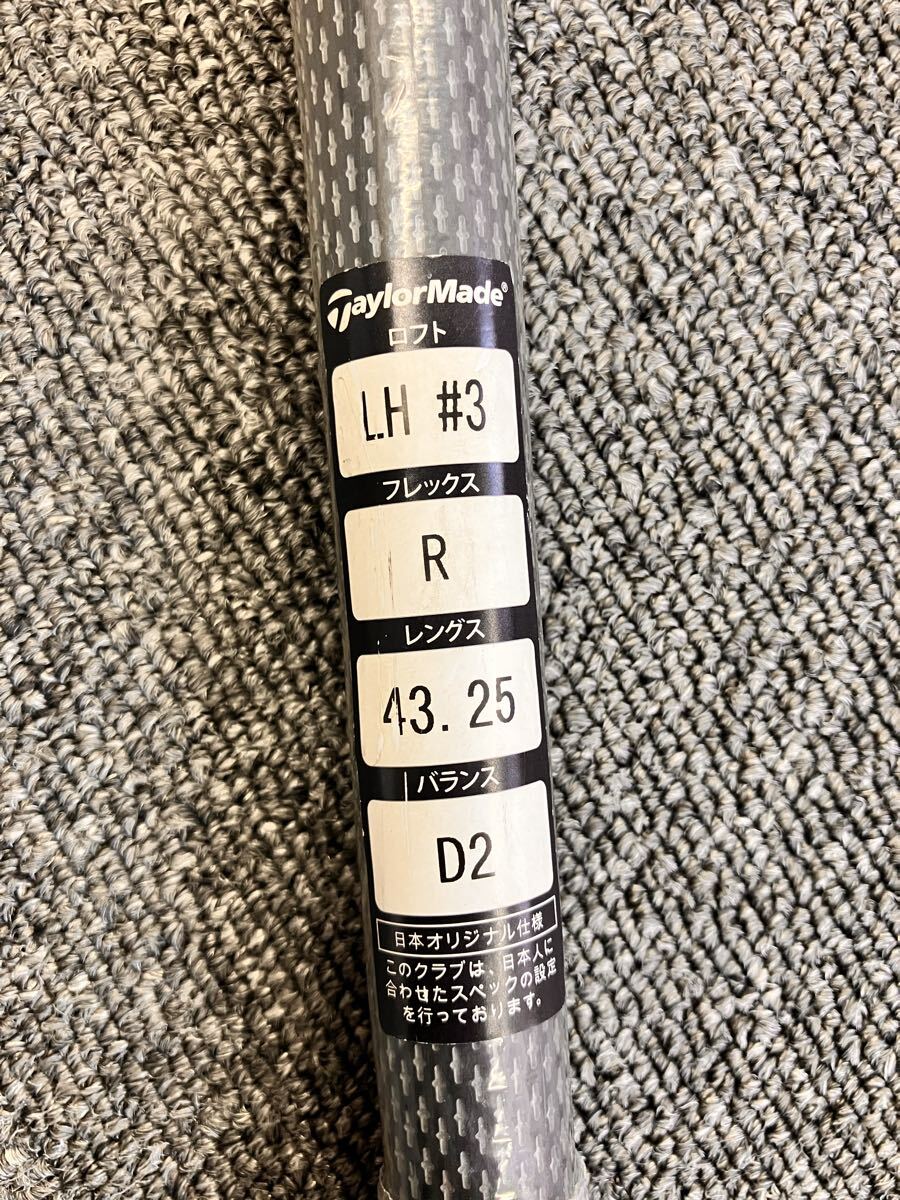 TaylorMade®
ロフト
L.H #3
フレックス
R
レングス
43.25
バランス
D2
日本オリジナル仕様
このクラブは、日本人に
合わせたスペックの設定
を行っております。